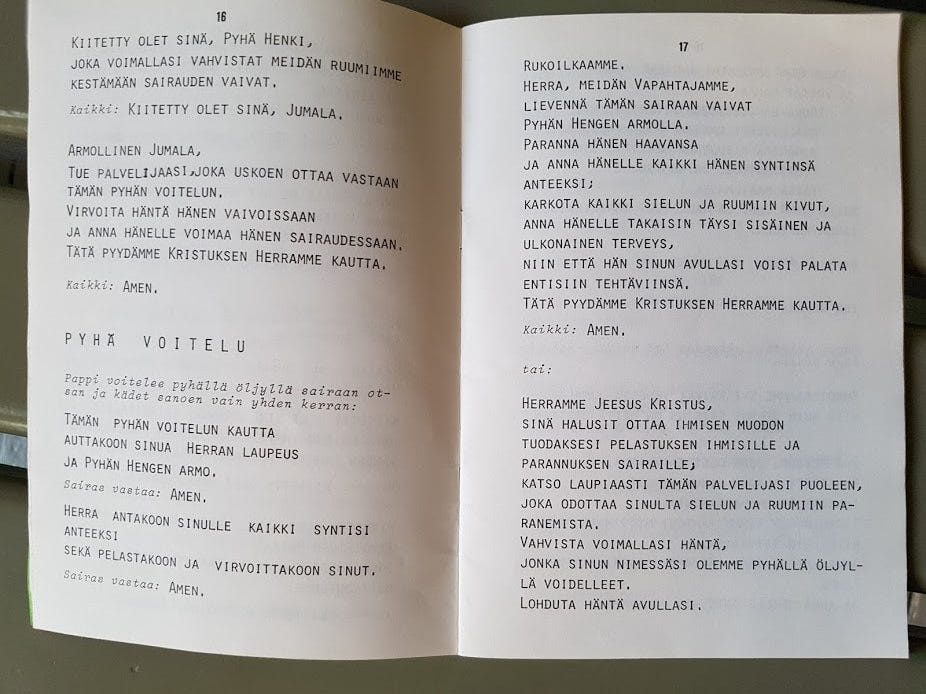 16
KIITETTY OLET SINÄ, PYHÄ HENKI,
JOKA VOIMALLASI VAHVISTAT MEIDÄN RUUMIIMME
KESTÄMÄÄN SAIRAUDEN VAIVAT.
Kaikki: KIITETTY OLET SINÄ, JUMALA.
ARMOLLINEN JUMALA,
TUE PALVELIJAASI,JOKA USKOEN OTTAA VASTAAN
TÄMÄN PYHÄN VOITELUN.
VIRVOITA HÄNTÄ HÄNEN VAIVOISSAAN
JA ANNA HÄNELLE VOIMAA HÄNEN SAIRAUDESSAAN.
TÄTÄ PYYDÄMME KRISTUKSEN HERRAMME KAUTTA.
Kaikki: AMEN.
PYHÄ VOITELU
Pappi voitelee pyhällä öljyllä sairaan ot-
san ja kädet sanoen vain yhden kerran:
TÄMÄN PYHÄN VOITELUN KAUTTA
AUTTAKOON SINUA HERRAN LAUPEUS
JA PYHÄN HENGEN ARMO.
Sairas vastaa: AMEN.
HERRA ANTAKOON SINULLE KAIKKI SYNTISI
ANTEEKSI
SEKÄ PELASTAKOON JA VIRVOITTAKOON SINUT.
Sairas vastaa: AMEN.
17
RUKOILKAAMME.
HERRA, MEIDÄN VAPAHTAJAMME,
LIEVENNÄ TÄMÄN SAIRAAN VAIVAT
PYHÄN HENGEN ARMOLLA.
PARANNA HÄNEN HAAVANSA
JA ANNA HÄNELLE KAIKKI HÄNEN SYNTINSÄ
ANTEEKSI;
KARKOTA KAIKKI SIELUN JA RUUMIIN KIVUT,
ANNA HÄNELLE TAKAISIN TÄYSI SISÄINEN JA
ULKONAINEN TERVEYS,
NIIN ETTÄ HÄN SINUN AVULLASI VOISI PALATA
ENTISIIN TEHTÄVIINSÄ.
TÄTÄ PYYDÄMME KRISTUKSEN HERRAMME KAUTTA.
Kaikki: AMEN.
tai:
HERRAMME JEESUS KRISTUS,
SINÄ HALUSIT OTTAA IHMISEN MUODON
TUODAKSESI PELASTUKSEN IHMISILLE JA
PARANNUKSEN SAIRAILLE;
KATSO LAUPIAASTI TÄMÄN PALVELIJASI PUOLEEN,
JOKA ODOTTAA SINULTA SIELUN JA RUUMIIN PA-
RANEMISTA.
VAHVISTA VOIMALLASI HÄNTÄ,
JONKA SINUN NIMESSÄSI OLEMME PYHÄLLÄ ÖLJYL-
LÄ VOIDELLEET.
LOHDUTA HÄNTÄ AVULLASI.